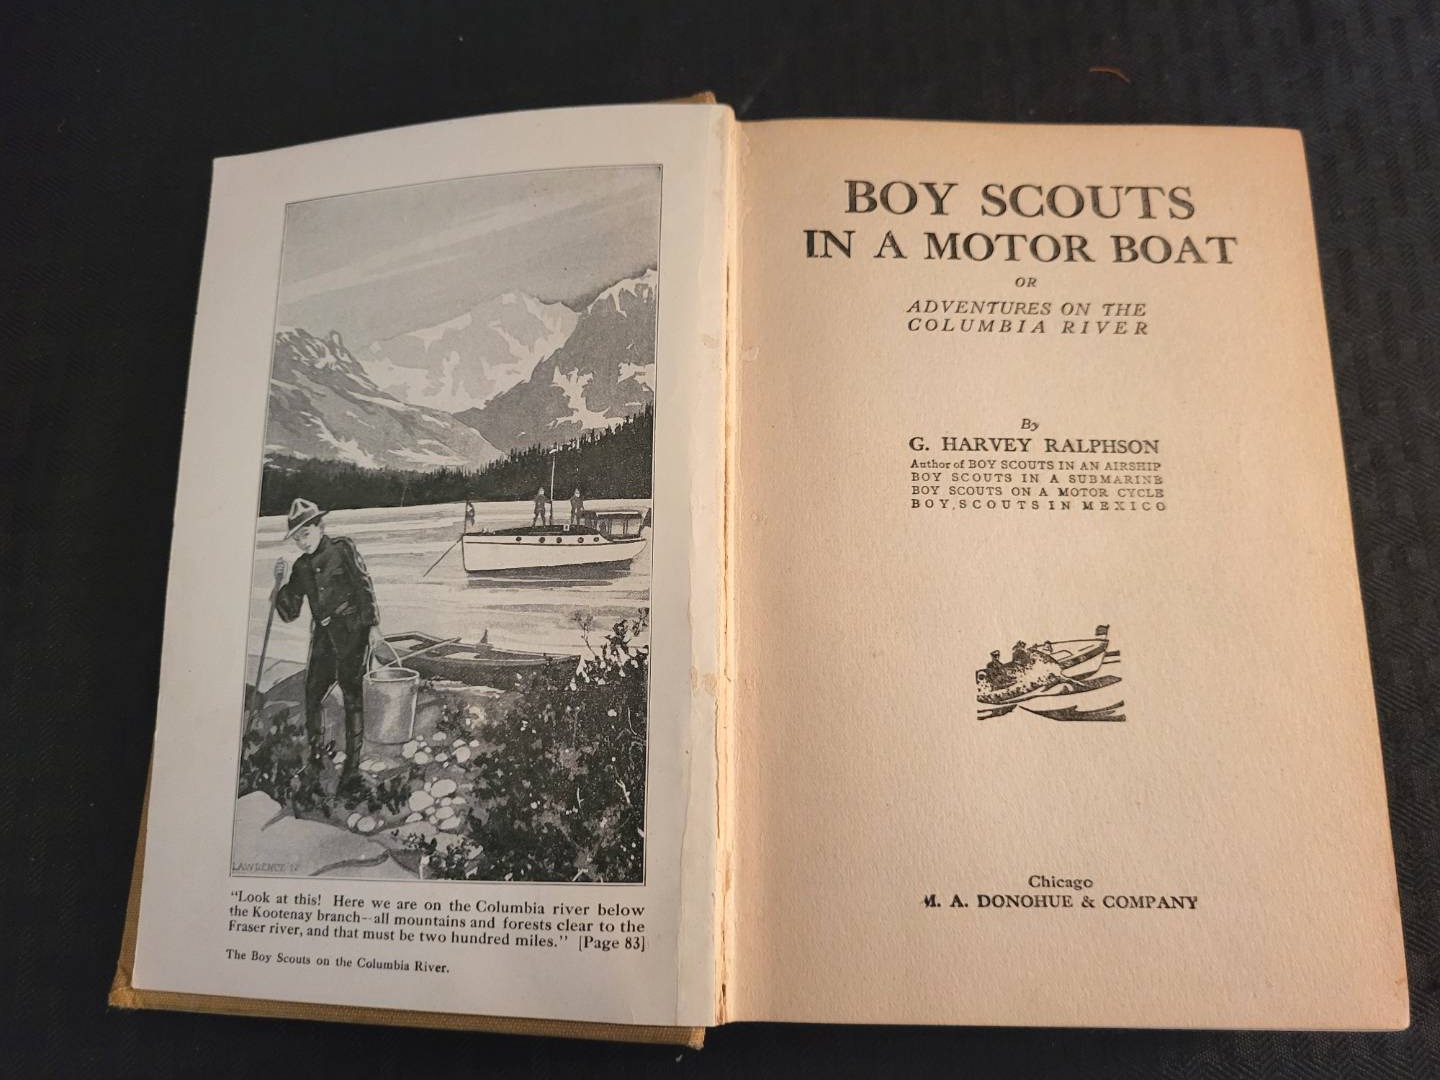 LAWRENCE '12
"Look at this! Here we are on the Columbia river below
the Kootenay branch--all mountains and forests clear to the
Fraser river, and that must be two hundred miles." [Page 83]
The Boy Scouts on the Columbia River.
BOY SCOUTS
IN A MOTOR BOAT
OR
ADVENTURES ON THE
COLUMBIA RIVER
By
G. HARVEY RALPHSON
Author of BOY SCOUTS IN AN AIRSHIP
BOY SCOUTS IN A SUBMARINE
BOY SCOUTS ON A MOTOR CYCLE
BOY SCOUTS IN MEXICO
Chicago
M. A. DONOHUE & COMPANY